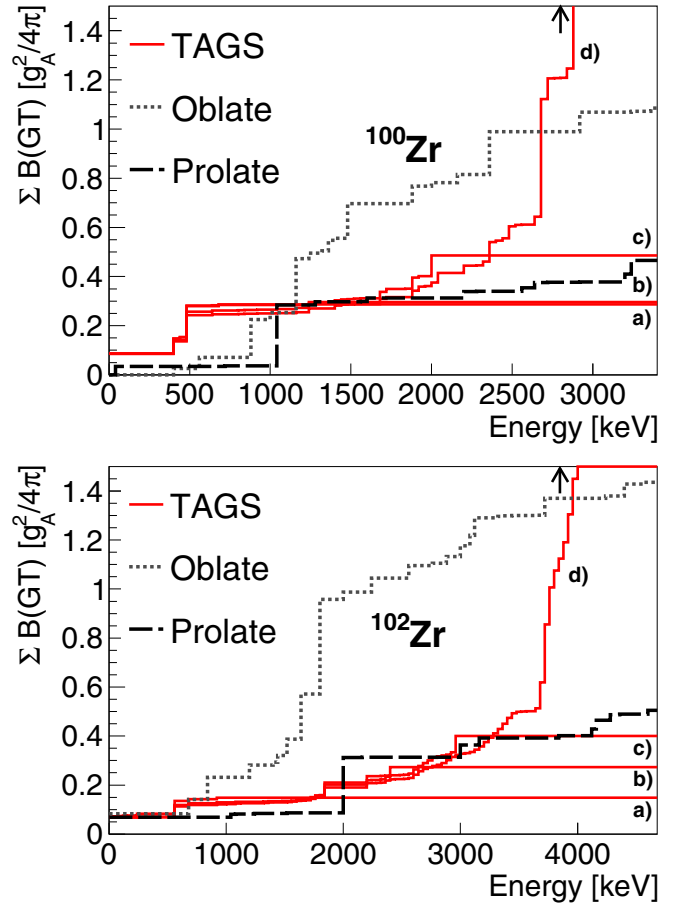 Σ B(GT) [g_A^2/4π]
1.4
1.2
1
0.8
0.6
0.4
0.2
0
TAGS
Oblate
Prolate
100Zr
d)
c)
b)
a)
0 500 1000 1500 2000 2500 3000
Energy [keV]
Σ B(GT) [g_A^2/4π]
1.4
1.2
1
0.8
0.6
0.4
0.2
0
TAGS
Oblate
Prolate
102Zr
d)
c)
b)
a)
0 1000 2000 3000 4000
Energy [keV]